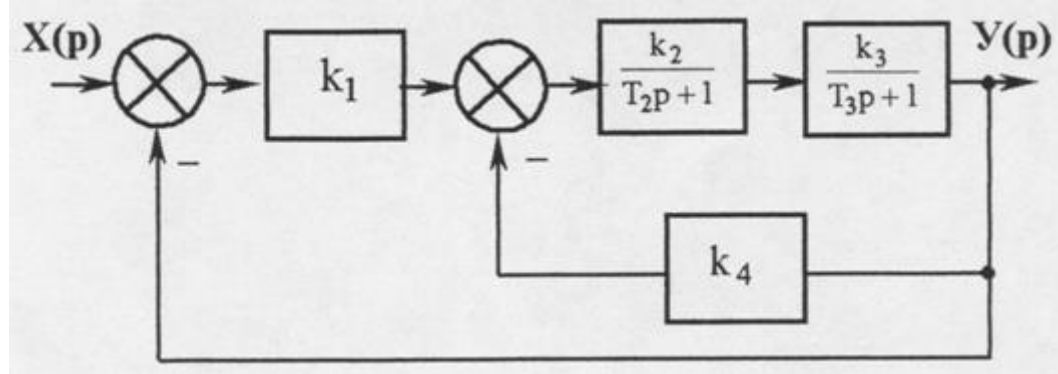 X(p)
k₁
k₂
T₂p + 1
k₃
T₃p + 1
У(p)
−
−
k₄